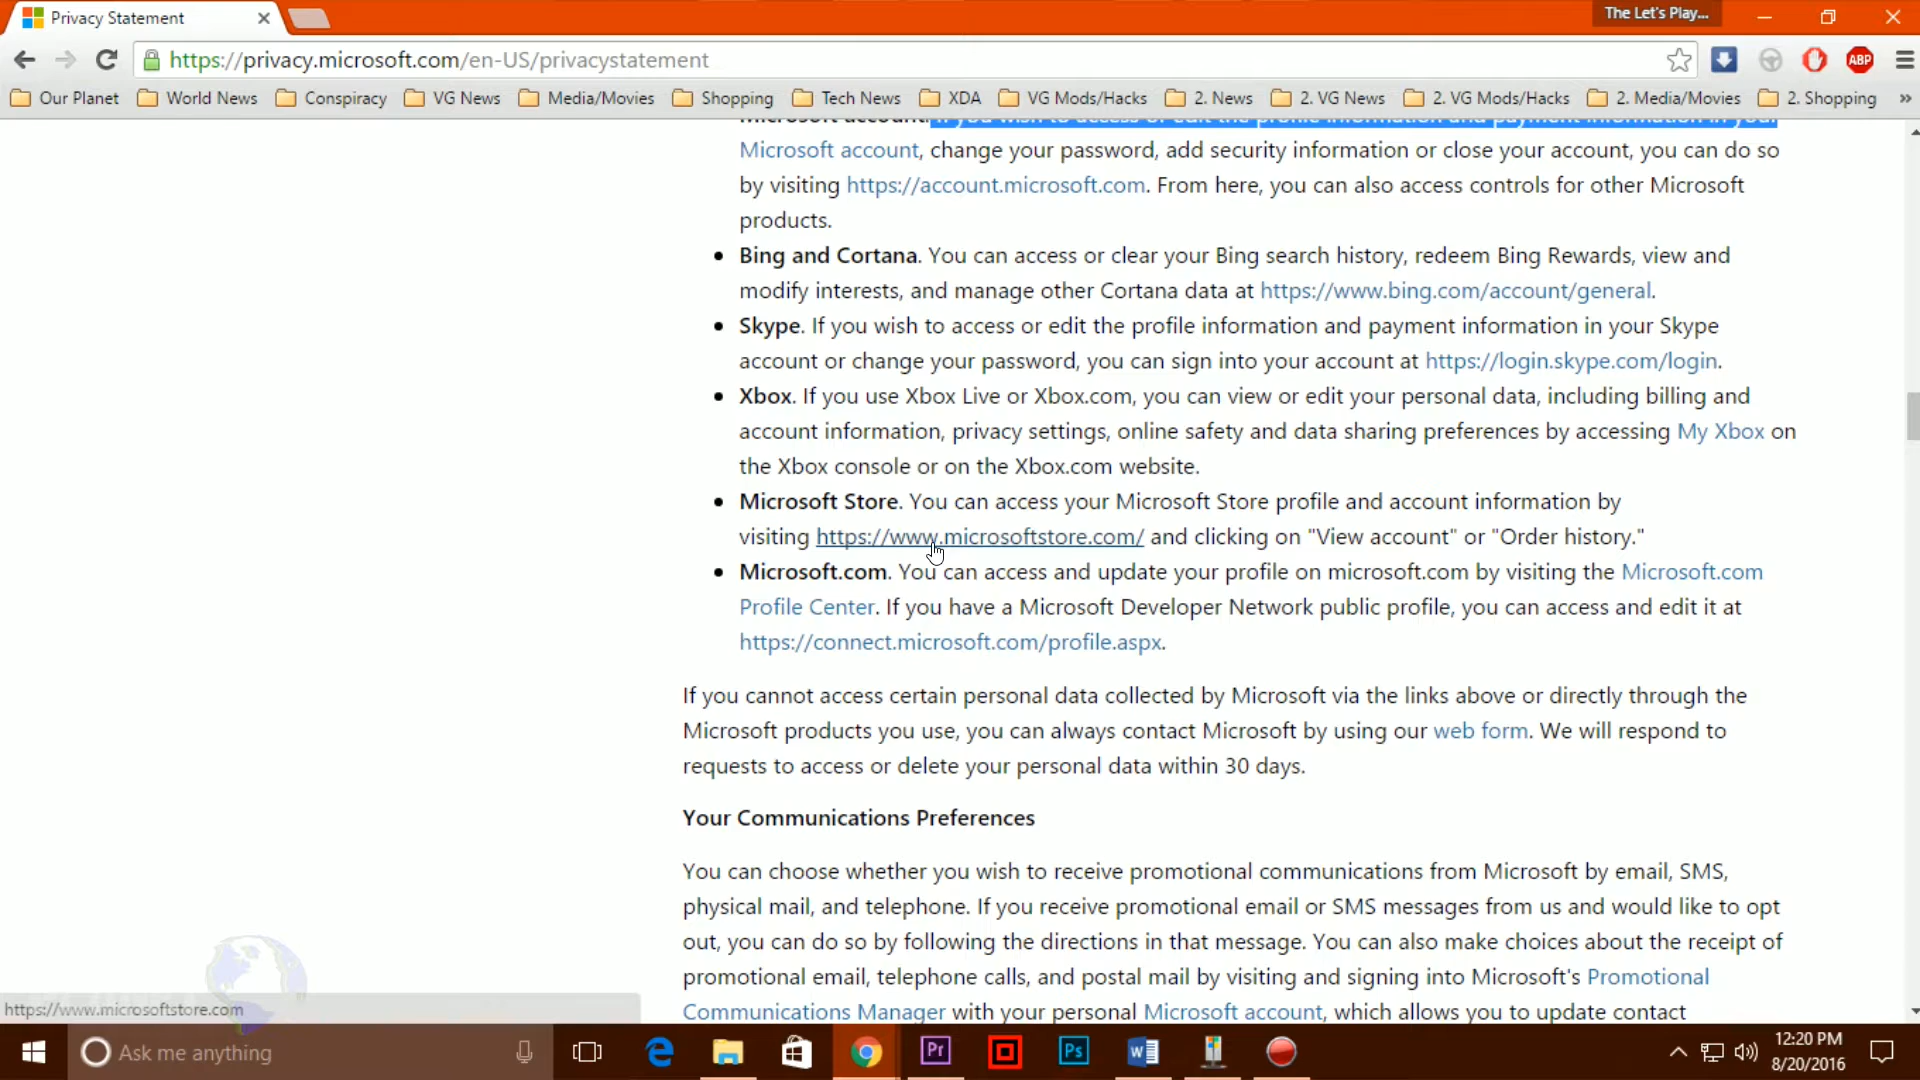 Privacy Statement
The Let's Play...
https://privacy.microsoft.com/en-US/privacystatement
ABP
Our Planet World News Conspiracy VG News Media/Movies Shopping Tech News XDA VG Mods/Hacks 2. News 2. VG News 2. VG Mods/Hacks 2. Media/Movies 2. Shopping »
Microsoft account. If you wish to access or edit the profile information and payment information in your
Microsoft account, change your password, add security information or close your account, you can do so
by visiting https://account.microsoft.com. From here, you can also access controls for other Microsoft
products.
• Bing and Cortana. You can access or clear your Bing search history, redeem Bing Rewards, view and
modify interests, and manage other Cortana data at https://www.bing.com/account/general.
• Skype. If you wish to access or edit the profile information and payment information in your Skype
account or change your password, you can sign into your account at https://login.skype.com/login.
• Xbox. If you use Xbox Live or Xbox.com, you can view or edit your personal data, including billing and
account information, privacy settings, online safety and data sharing preferences by accessing My Xbox on
the Xbox console or on the Xbox.com website.
• Microsoft Store. You can access your Microsoft Store profile and account information by
visiting https://www.microsoftstore.com/ and clicking on "View account" or "Order history."
• Microsoft.com. You can access and update your profile on microsoft.com by visiting the Microsoft.com
Profile Center. If you have a Microsoft Developer Network public profile, you can access and edit it at
https://connect.microsoft.com/profile.aspx.
If you cannot access certain personal data collected by Microsoft via the links above or directly through the
Microsoft products you use, you can always contact Microsoft by using our web form. We will respond to
requests to access or delete your personal data within 30 days.
Your Communications Preferences
You can choose whether you wish to receive promotional communications from Microsoft by email, SMS,
physical mail, and telephone. If you receive promotional email or SMS messages from us and would like to opt
out, you can do so by following the directions in that message. You can also make choices about the receipt of
promotional email, telephone calls, and postal mail by visiting and signing into Microsoft's Promotional
Communications Manager with your personal Microsoft account, which allows you to update contact
https://www.microsoftstore.com
Ask me anything
Pr
Ps
12:20 PM
8/20/2016